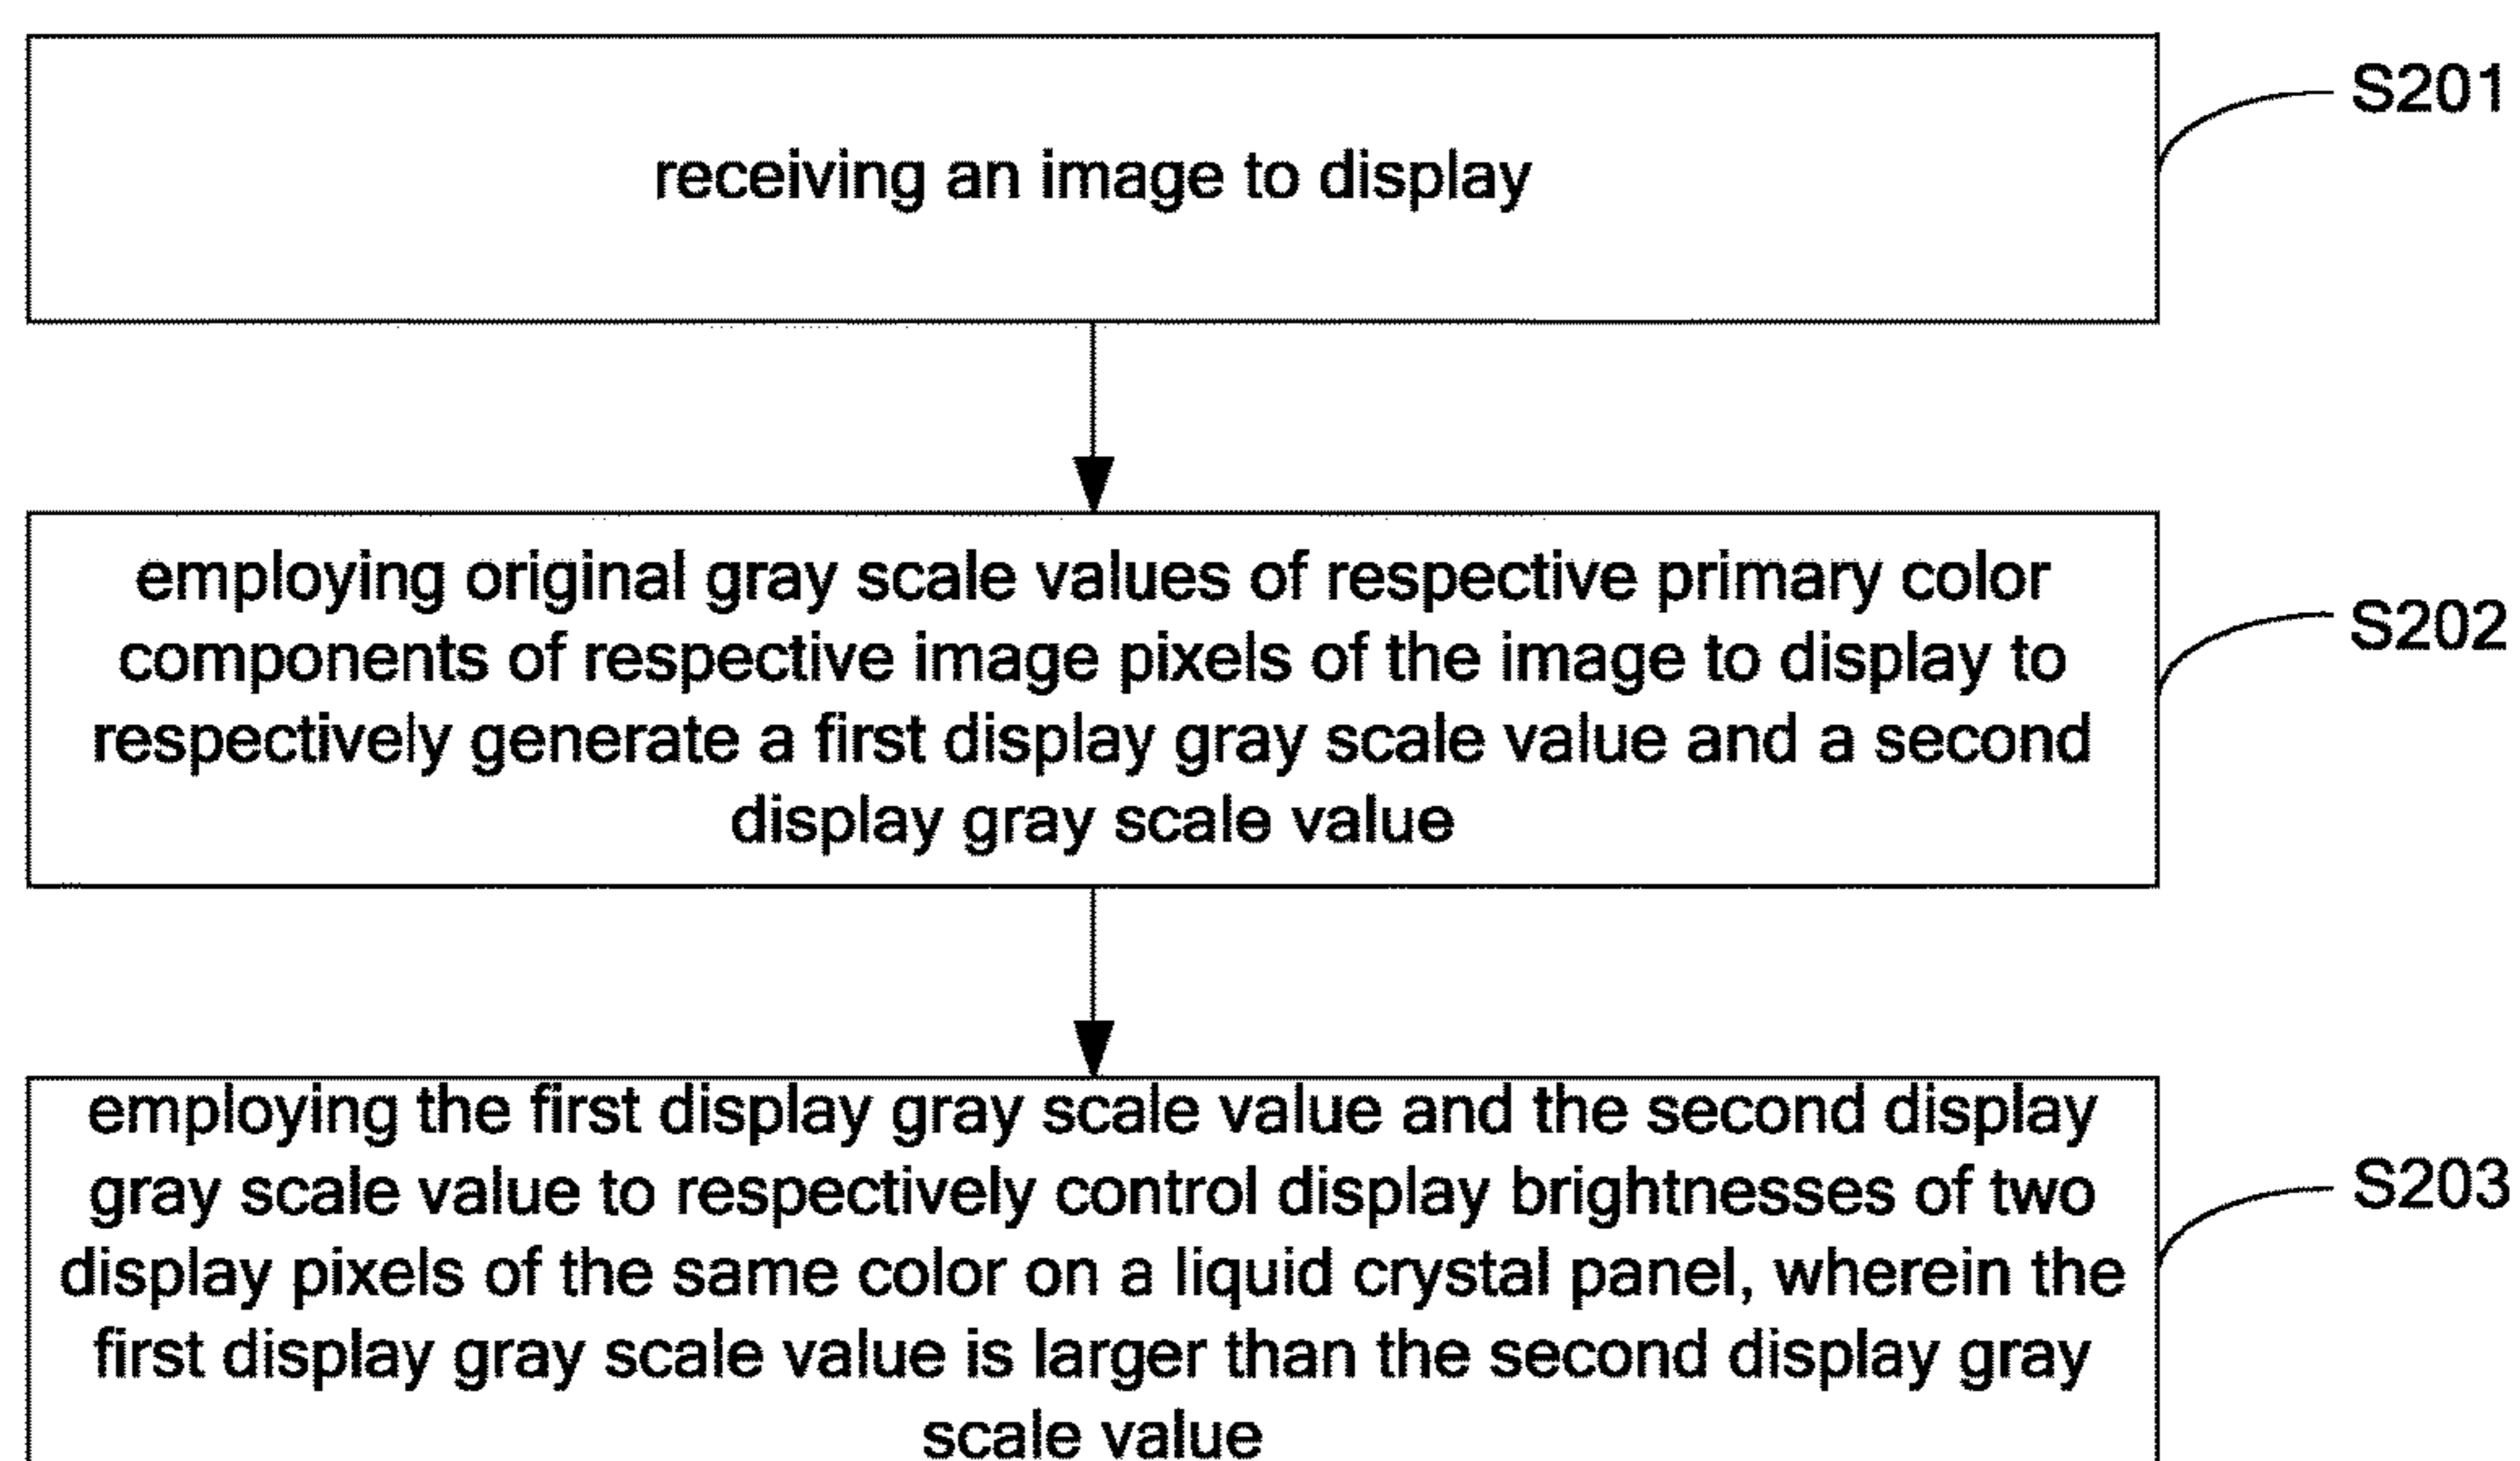 receiving an image to display
S201
employing original gray scale values of respective primary color
components of respective image pixels of the image to display to
respectively generate a first display gray scale value and a second
display gray scale value
S202
employing the first display gray scale value and the second display
gray scale value to respectively control display brightnesses of two
display pixels of the same color on a liquid crystal panel, wherein the
first display gray scale value is larger than the second display gray
scale value
S203